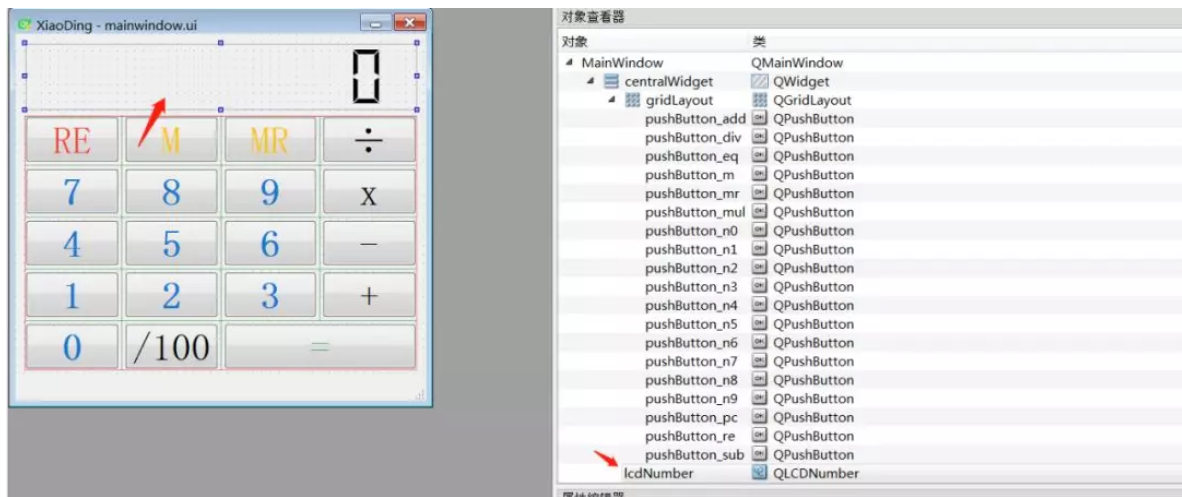 XiaoDing - mainwindow.ui
0
RE M MR ÷
7 8 9 x
4 5 6 −
1 2 3 +
0 /100 =
对象查看器
对象 类
MainWindow QMainWindow
centralWidget QWidget
gridLayout QGridLayout
pushButton_add QPushButton
pushButton_div QPushButton
pushButton_eq QPushButton
pushButton_m QPushButton
pushButton_mr QPushButton
pushButton_mul QPushButton
pushButton_n0 QPushButton
pushButton_n1 QPushButton
pushButton_n2 QPushButton
pushButton_n3 QPushButton
pushButton_n4 QPushButton
pushButton_n5 QPushButton
pushButton_n6 QPushButton
pushButton_n7 QPushButton
pushButton_n8 QPushButton
pushButton_n9 QPushButton
pushButton_pc QPushButton
pushButton_re QPushButton
pushButton_sub QPushButton
lcdNumber QLCDNumber